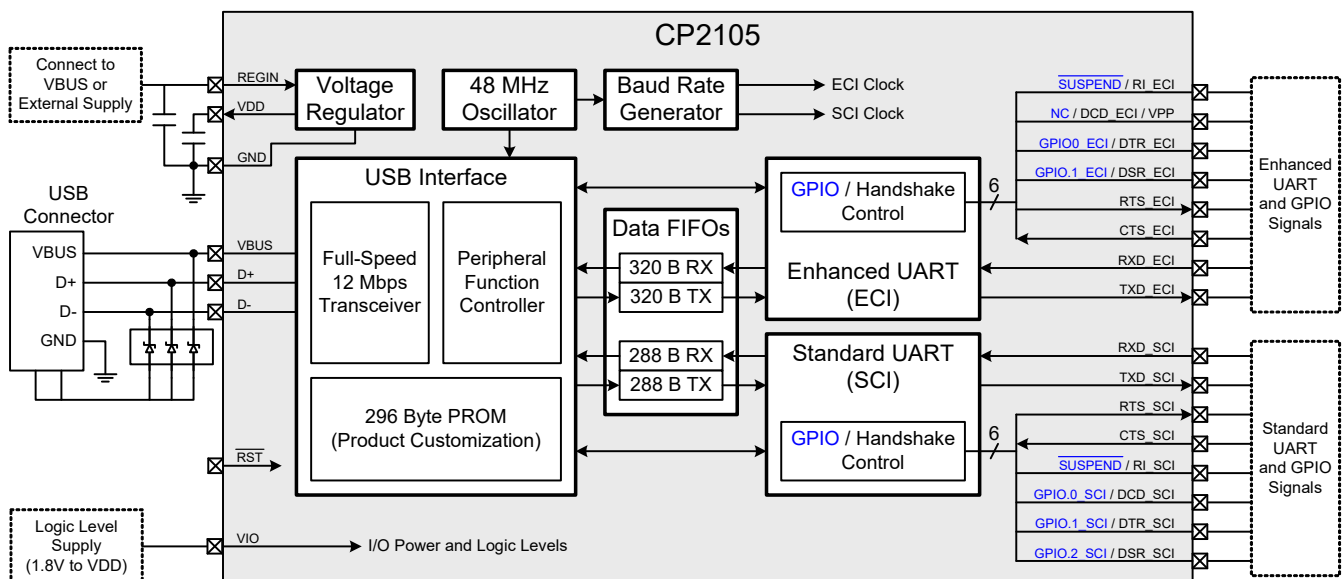 CP2105
Connect to
VBUS or
External Supply
REGIN
VDD
GND
Voltage
Regulator
48 MHz
Oscillator
Baud Rate
Generator
ECI Clock
SCI Clock
USB
Connector
VBUS
D+
D-
GND
VBUS
D+
D-
USB Interface
Full-Speed
12 Mbps
Transceiver
Peripheral
Function
Controller
296 Byte PROM
(Product Customization)
Data FIFOs
320 B RX
320 B TX
288 B RX
288 B TX
GPIO / Handshake
Control
6
Enhanced UART
(ECI)
Standard UART
(SCI)
GPIO / Handshake
Control
6
SUSPEND / RI_ECI
NC / DCD_ECI / VPP
GPIO0_ECI / DTR_ECI
GPIO.1_ECI / DSR_ECI
RTS_ECI
CTS_ECI
RXD_ECI
TXD_ECI
Enhanced
UART
and GPIO
Signals
RXD_SCI
TXD_SCI
RTS_SCI
CTS_SCI
SUSPEND / RI_SCI
GPIO.0_SCI / DCD_SCI
GPIO.1_SCI / DTR_SCI
GPIO.2_SCI / DSR_SCI
Standard
UART
and GPIO
Signals
RST
Logic Level
Supply
(1.8V to VDD)
VIO
I/O Power and Logic Levels